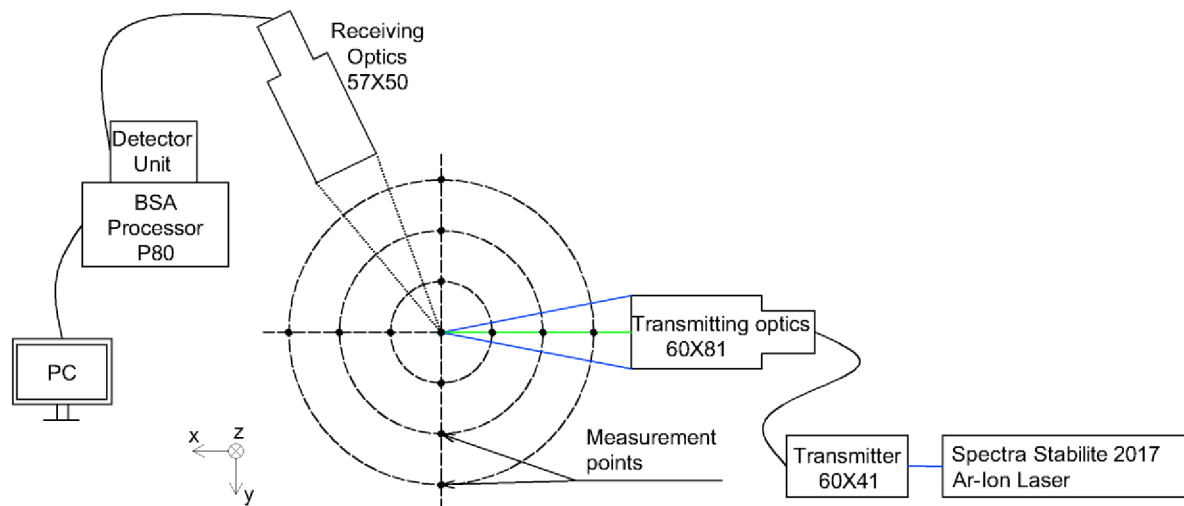 Receiving
Optics
57X50
Detector
Unit
BSA
Processor
P80
Transmitting optics
60X81
PC
x
z
y
Measurement
points
Transmitter
60X41
Spectra Stabilite 2017
Ar-Ion Laser